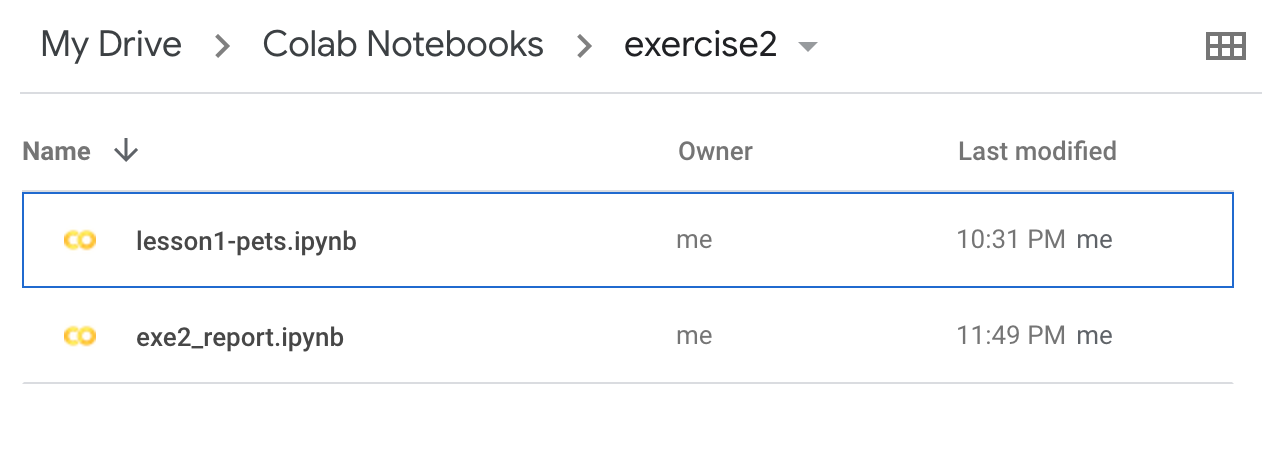 My Drive > Colab Notebooks > exercise2
Name Owner Last modified
lesson1-pets.ipynb me 10:31 PM me
exe2_report.ipynb me 11:49 PM me